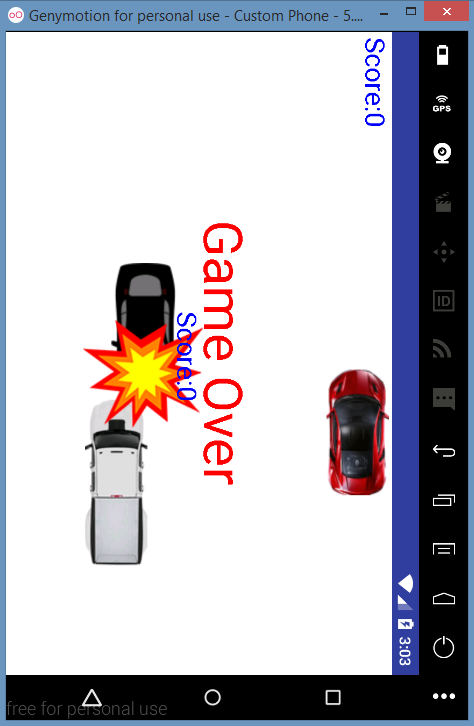 Genymotion for personal use - Custom Phone - 5....
Score:0
Game Over
Score:0
GPS
ID
3:03
free for personal use